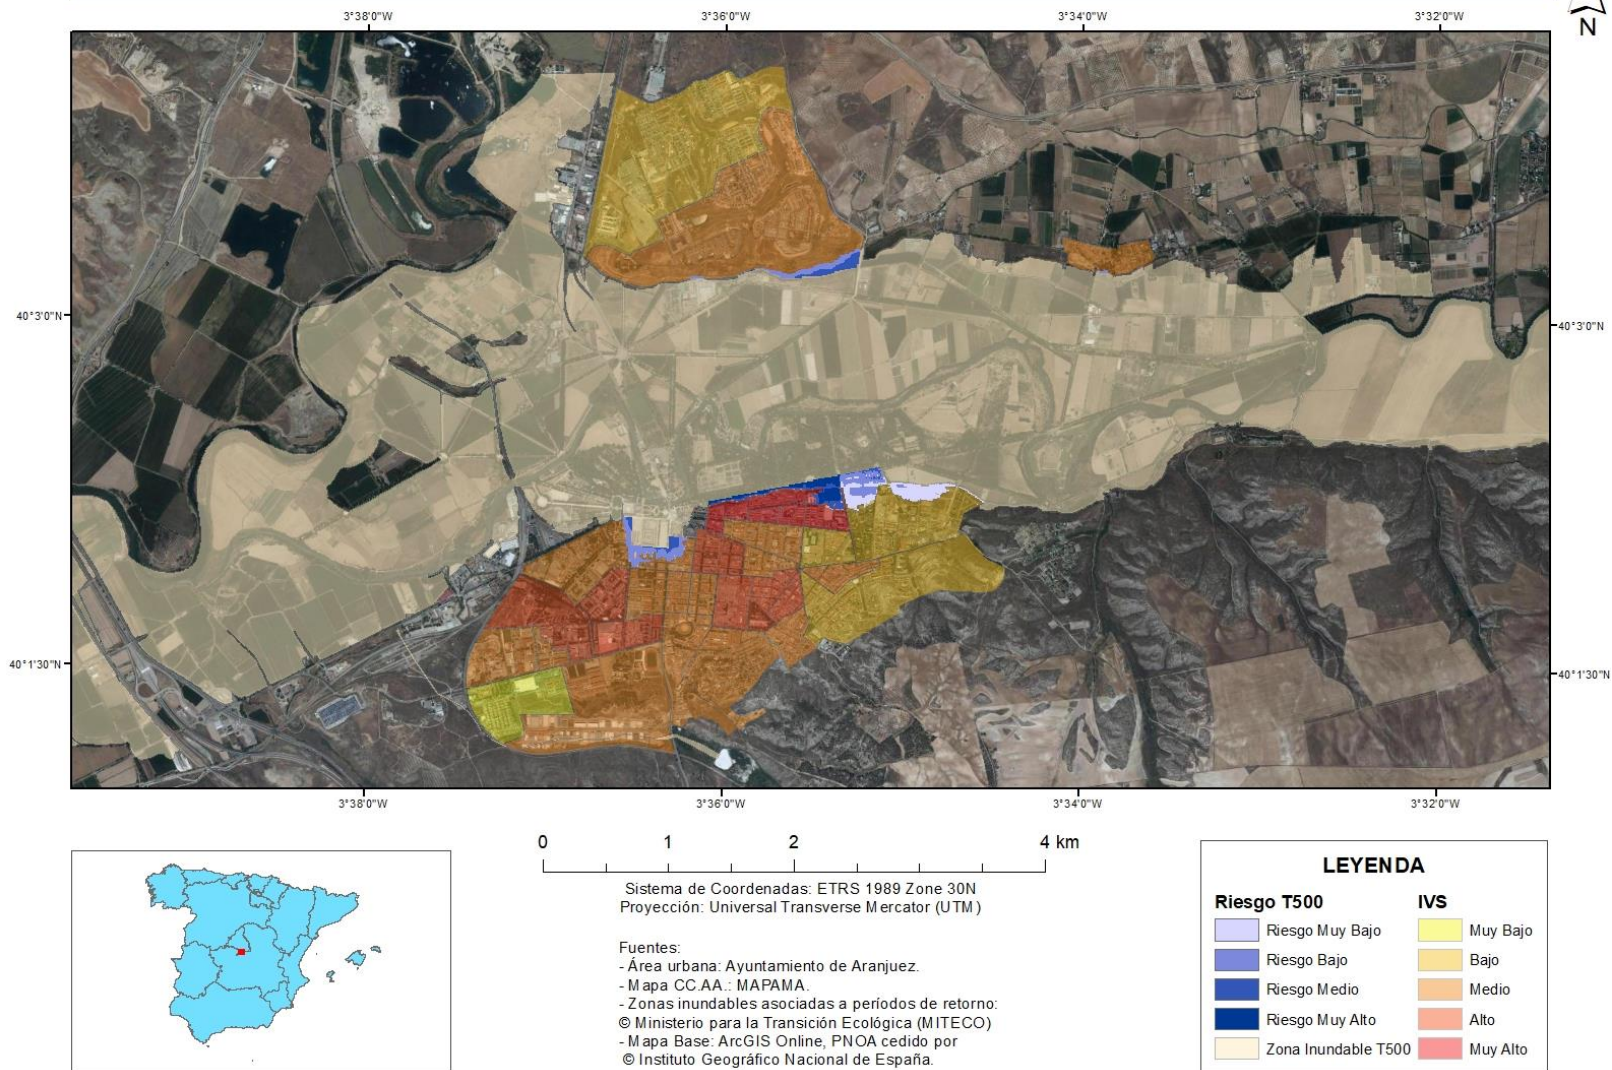 3°38'0"W 3°36'0"W 3°34'0"W 3°32'0"W
N
40°3'0"N 40°3'0"N
40°1'30"N 40°1'30"N
3°38'0"W 3°36'0"W 3°34'0"W 3°32'0"W
0 1 2 4 km
Sistema de Coordenadas: ETRS 1989 Zone 30N
Proyección: Universal Transverse Mercator (UTM)
Fuentes:
- Área urbana: Ayuntamiento de Aranjuez.
- Mapa CC.AA.: MAPAMA.
- Zonas inundables asociadas a períodos de retorno:
© Ministerio para la Transición Ecológica (MITECO)
- Mapa Base: ArcGIS Online, PNOA cedido por
© Instituto Geográfico Nacional de España.
LEYENDA
Riesgo T500 IVS
Riesgo Muy Bajo Muy Bajo
Riesgo Bajo Bajo
Riesgo Medio Medio
Riesgo Muy Alto Alto
Zona Inundable T500 Muy Alto